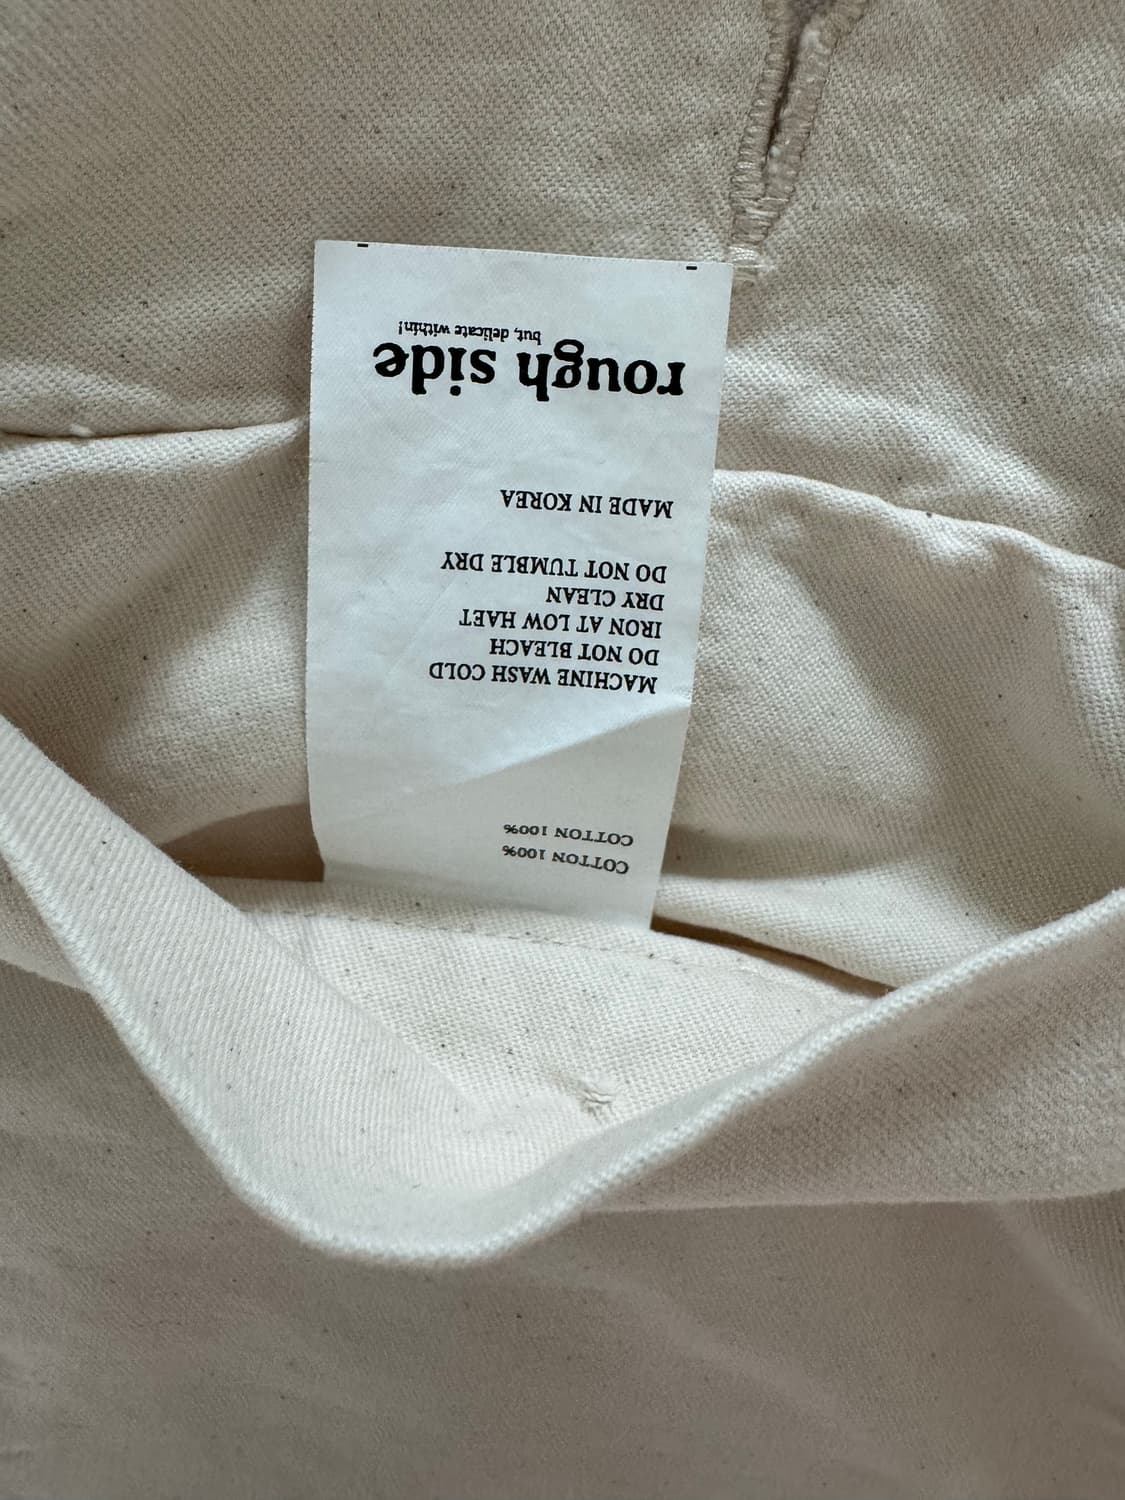 COTTON 100%
COTTON 100%
MACHINE WASH COLD
DO NOT BLEACH
IRON AT LOW HAET
DRY CLEAN
DO NOT TUMBLE DRY
MADE IN KOREA
rough side
but, delicate within!